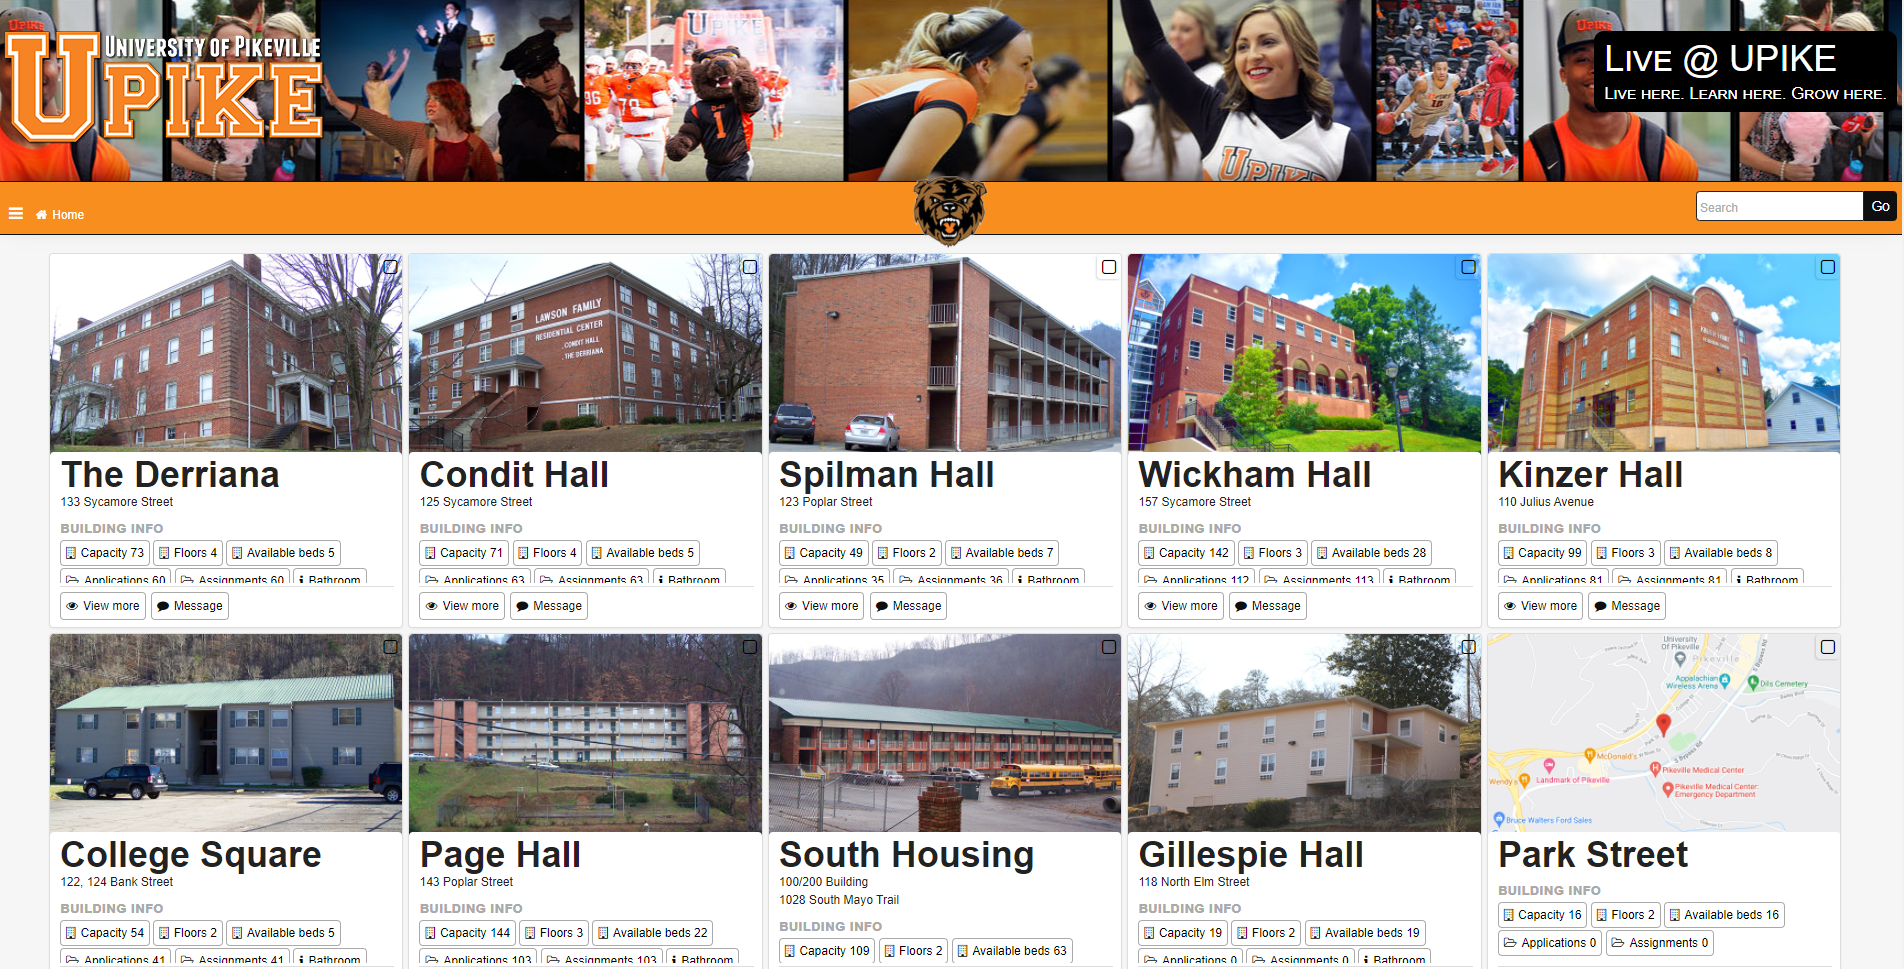 UNIVERSITY OF PIKEVILLE
UPIKE
LIVE @ UPIKE
LIVE HERE. LEARN HERE. GROW HERE.
Home
Search
Go
LAWSON FAMILY
RESIDENTIAL CENTER
CONDIT HALL
THE DERRIANA
The Derriana
133 Sycamore Street
BUILDING INFO
Capacity 73 Floors 4 Available beds 5
Applications 60 Assignments 60 Bathroom
View more Message
Condit Hall
125 Sycamore Street
BUILDING INFO
Capacity 71 Floors 4 Available beds 5
Applications 63 Assignments 63 Bathroom
View more Message
Spilman Hall
123 Poplar Street
BUILDING INFO
Capacity 49 Floors 2 Available beds 7
Applications 35 Assignments 36 Bathroom
View more Message
Wickham Hall
157 Sycamore Street
BUILDING INFO
Capacity 142 Floors 3 Available beds 28
Applications 112 Assignments 113 Bathroom
View more Message
Kinzer Hall
110 Julius Avenue
BUILDING INFO
Capacity 99 Floors 3 Available beds 8
Applications 81 Assignments 81 Bathroom
View more Message
College Square
122, 124 Bank Street
BUILDING INFO
Capacity 54 Floors 2 Available beds 5
Applications 41 Assignments 41 Bathroom
Page Hall
143 Poplar Street
BUILDING INFO
Capacity 144 Floors 3 Available beds 22
Applications 103 Assignments 103 Bathroom
South Housing
100/200 Building
1028 South Mayo Trail
BUILDING INFO
Capacity 109 Floors 2 Available beds 63
Gillespie Hall
118 North Elm Street
BUILDING INFO
Capacity 19 Floors 2 Available beds 19
Applications 0 Assignments 0 Bathroom
University
Of Pikeville
Pikeville
Appalachian
Wireless Arena
Dils Cemetery
McDonald's
Landmark of Pikeville
Pikeville Medical Center
Wendy's
Pikeville Medical Center:
Emergency Department
Bruce Walters Ford Sales
Park Street
BUILDING INFO
Capacity 16 Floors 2 Available beds 16
Applications 0 Assignments 0